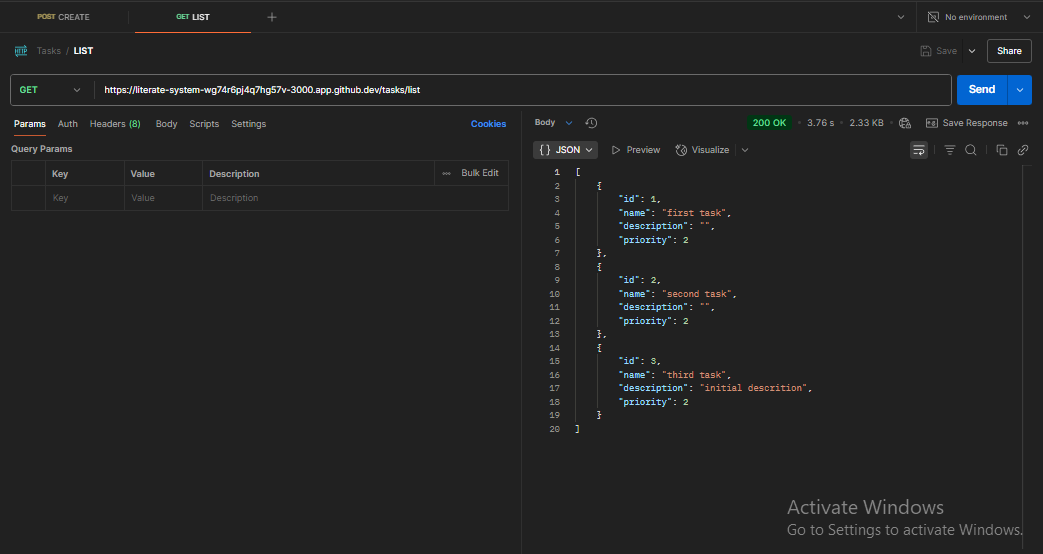 POST CREATE
GET LIST
No environment
HTTP Tasks / LIST
Save
Share
GET
https://literate-system-wg74r6pj4q7hg57v-3000.app.github.dev/tasks/list
Send
Params Auth Headers (8) Body Scripts Settings Cookies
Query Params
Key Value Description Bulk Edit
Key Value Description
Body 200 OK • 3.76 s • 2.33 KB • Save Response
{} JSON Preview Visualize
1 [
2 {
3 "id": 1,
4 "name": "first task",
5 "description": "",
6 "priority": 2
7 },
8 {
9 "id": 2,
10 "name": "second task",
11 "description": "",
12 "priority": 2
13 },
14 {
15 "id": 3,
16 "name": "third task",
17 "description": "initial descrition",
18 "priority": 2
19 }
20 ]
Activate Windows
Go to Settings to activate Windows.